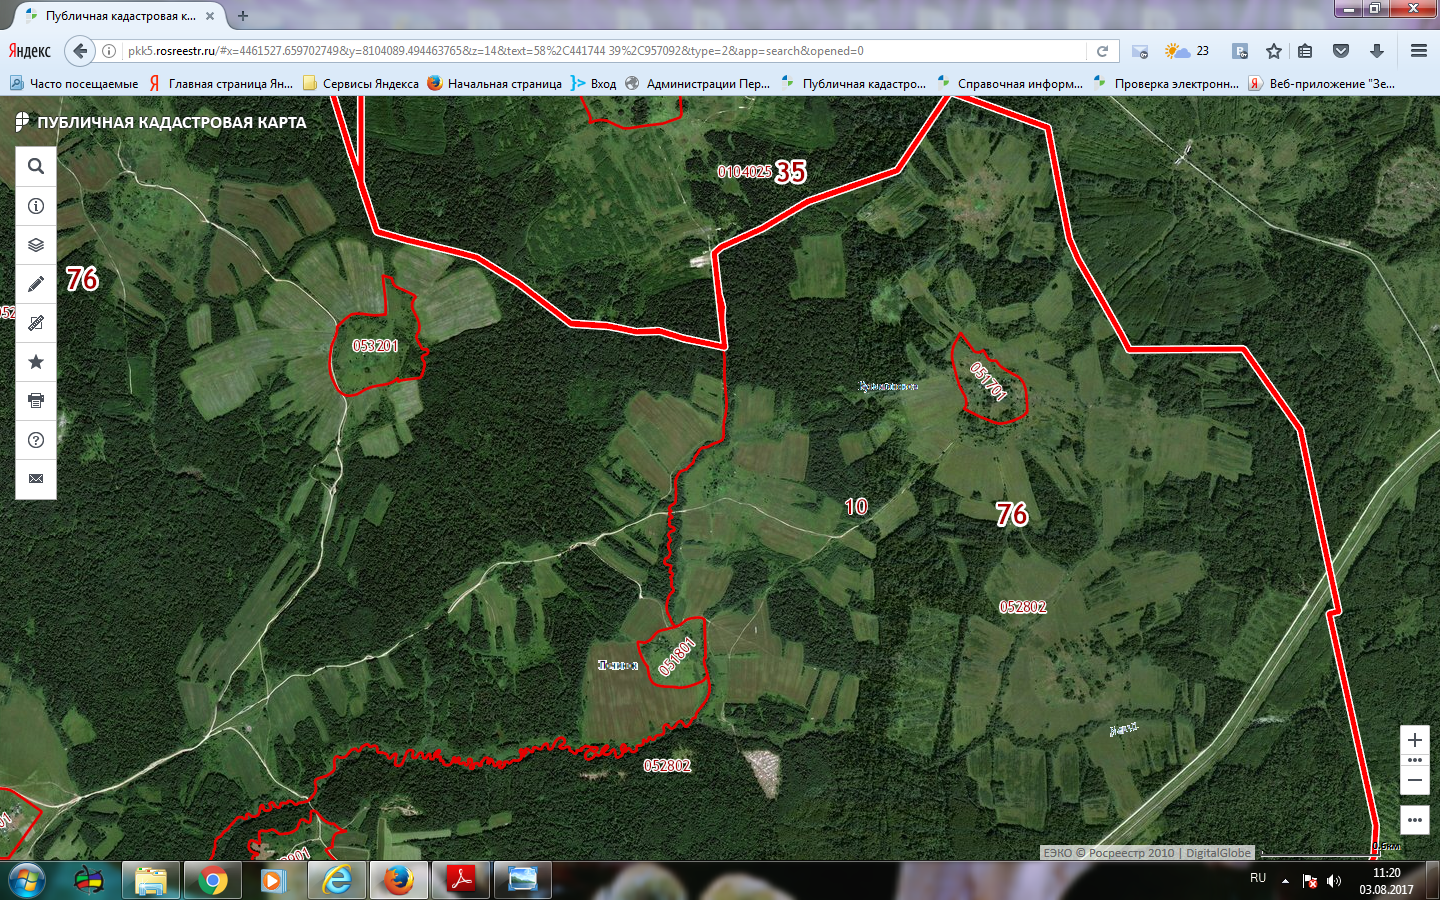 Публичная кадастровая к...
Яндекс
pkk5.rosreestr.ru/#x=4461527.659702749&y=8104089.494463765&z=14&text=58%2C441744 39%2C957092&type=2&app=search&opened=0
23
Часто посещаемые
Главная страница Ян...
Сервисы Яндекса
Начальная страница
Вход
Администрации Пер...
Публичная кадастро...
Справочная информ...
Проверка электронн...
Веб-приложение "Зе...
ПУБЛИЧНАЯ КАДАСТРОВАЯ КАРТА
0104025
35
76
053201
051701
10
76
052802
051801
052802
ЕЭКО © Росреестр 2010 | DigitalGlobe
RU
11:20
03.08.2017